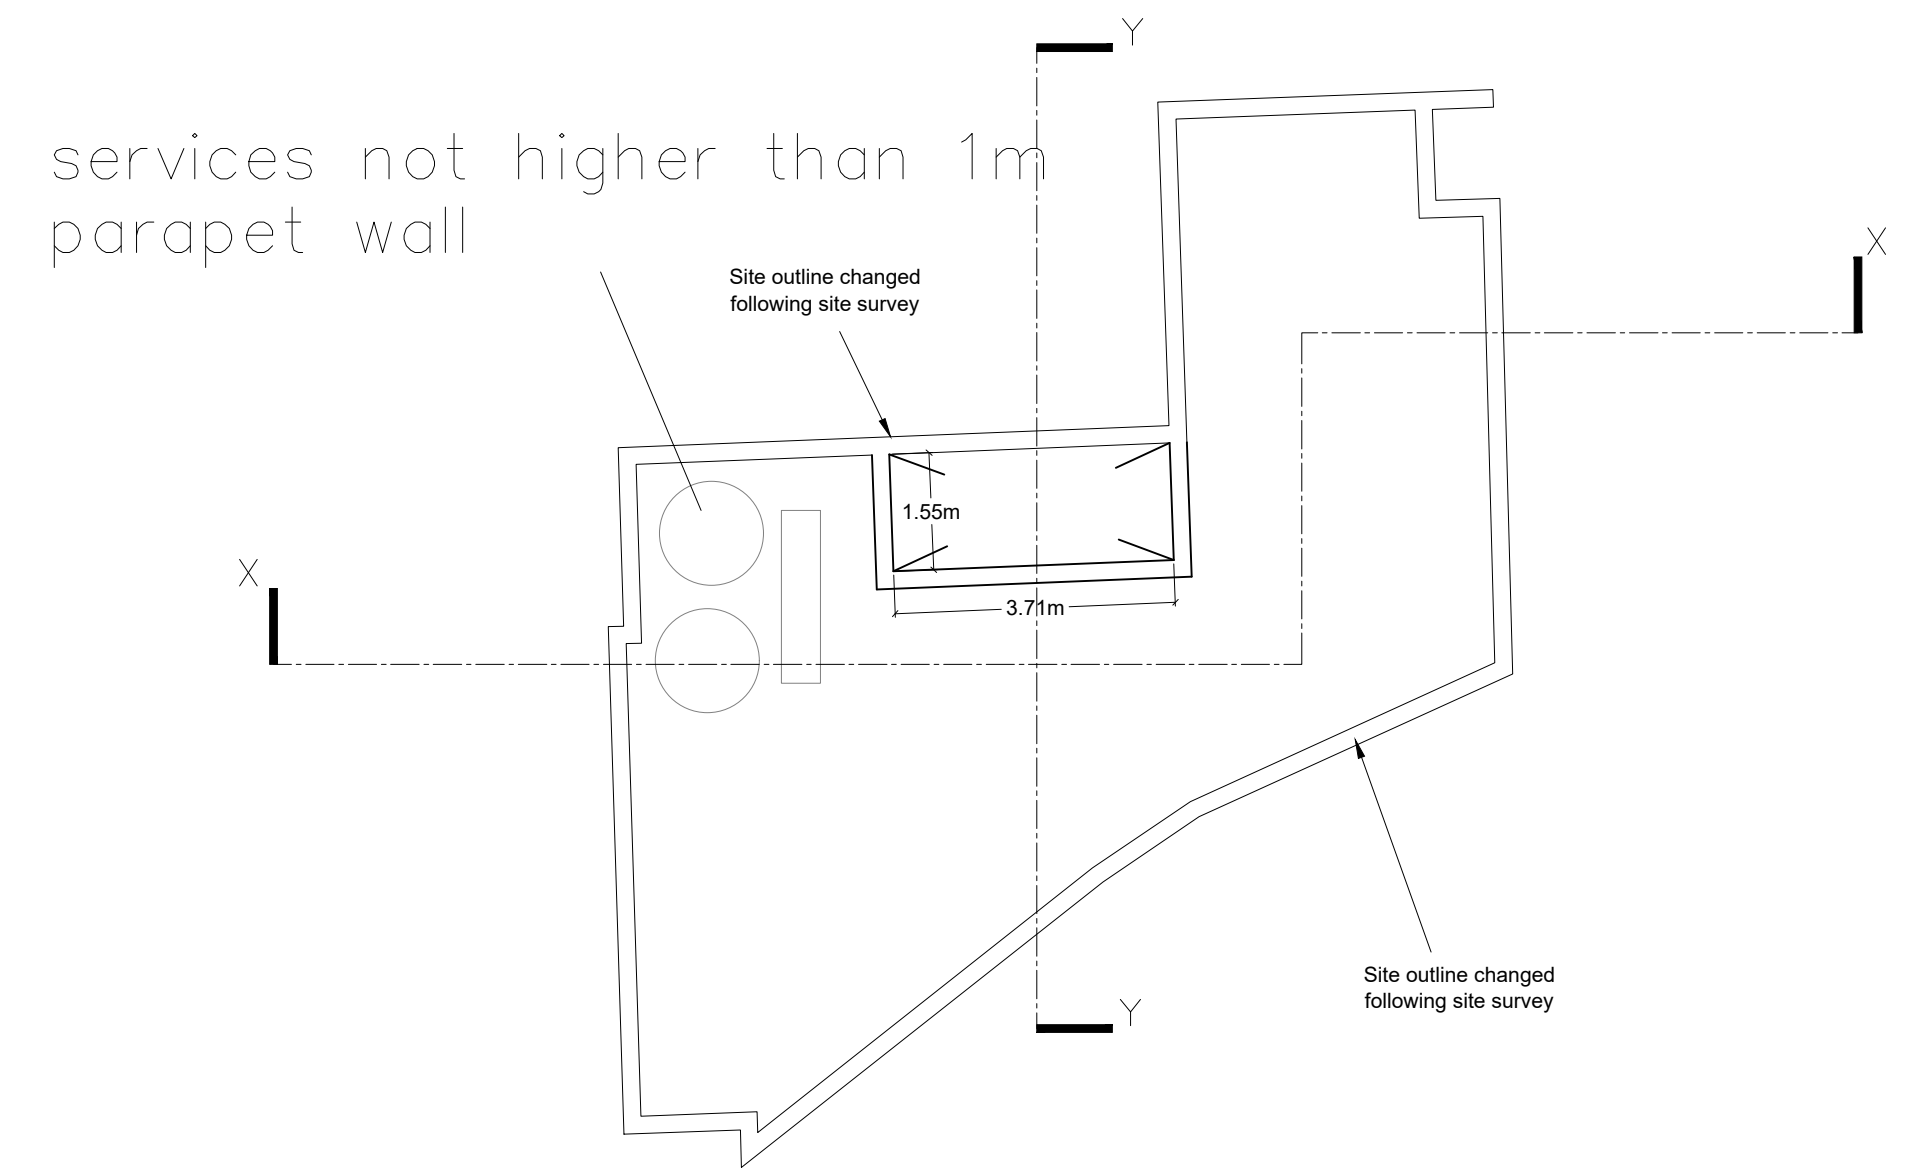 Y
services not higher than 1m
parapet wall
X
Site outline changed
following site survey
1.55m
X
3.71m
Site outline changed
following site survey
Y